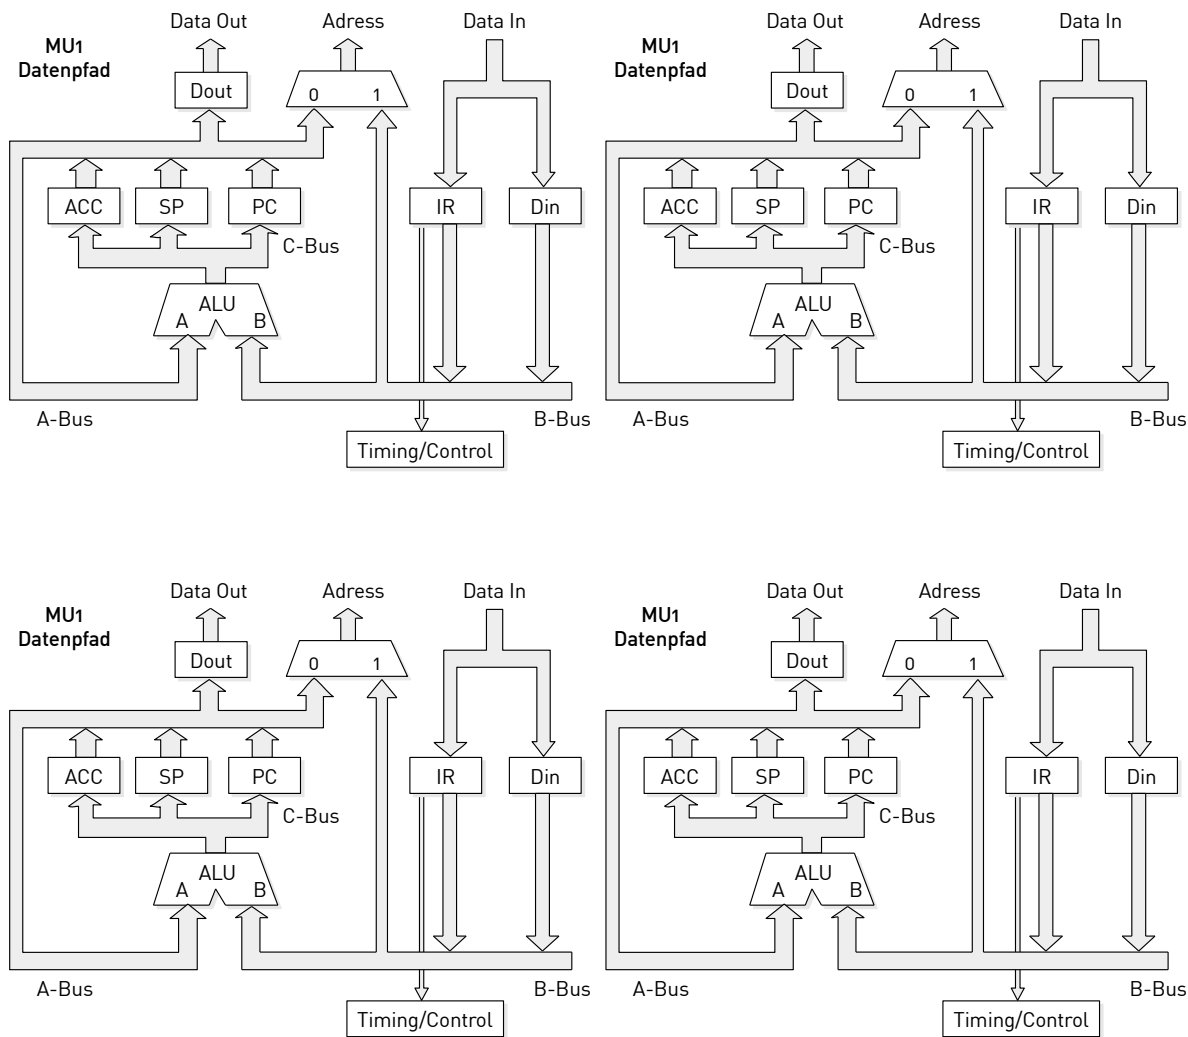 Data Out Adress Data In
MU1
Datenpfad
Dout
0 1
ACC SP PC IR Din
C-Bus
ALU
A B
A-Bus B-Bus
Timing/Control
Data Out Adress Data In
MU1
Datenpfad
Dout
0 1
ACC SP PC IR Din
C-Bus
ALU
A B
A-Bus B-Bus
Timing/Control
Data Out Adress Data In
MU1
Datenpfad
Dout
0 1
ACC SP PC IR Din
C-Bus
ALU
A B
A-Bus B-Bus
Timing/Control
Data Out Adress Data In
MU1
Datenpfad
Dout
0 1
ACC SP PC IR Din
C-Bus
ALU
A B
A-Bus B-Bus
Timing/Control